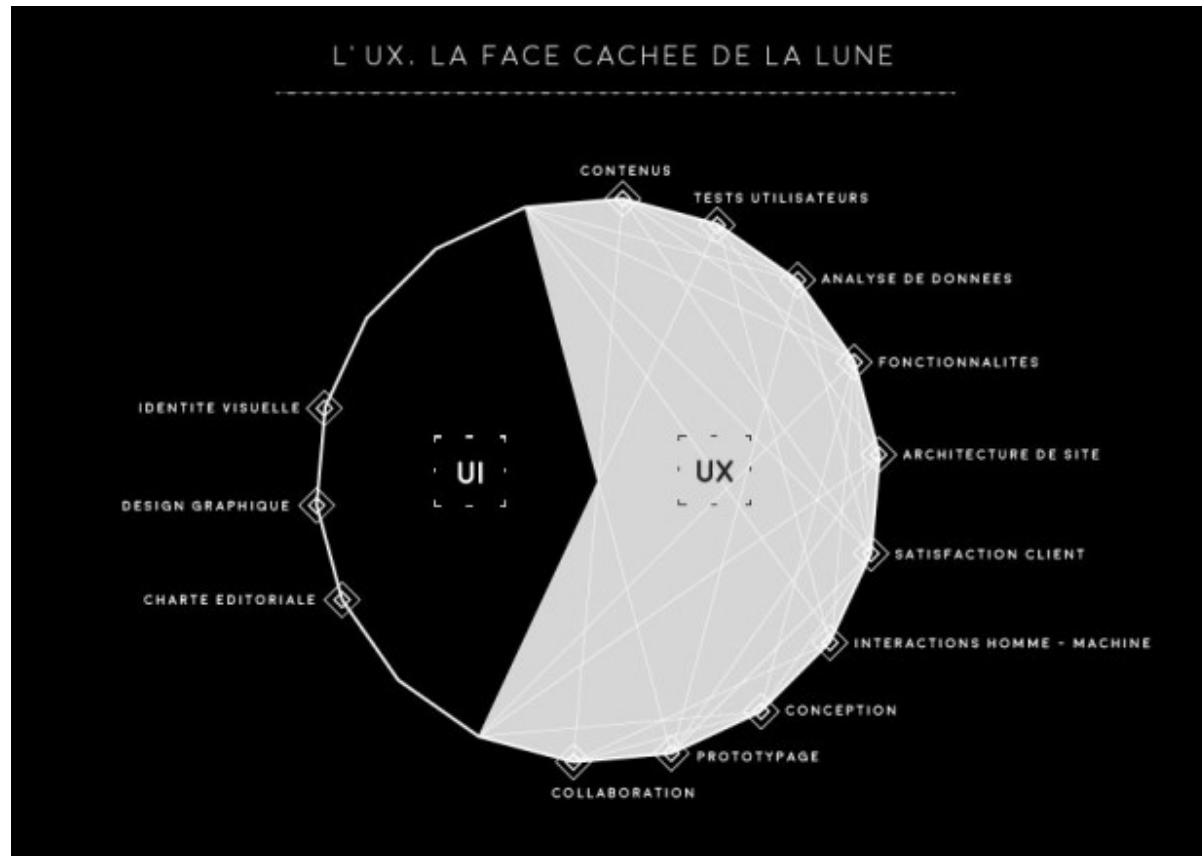 L'UX. LA FACE CACHEE DE LA LUNE
CONTENUS
TESTS UTILISATEURS
ANALYSE DE DONNEES
FONCTIONNALITES
ARCHITECTURE DE SITE
SATISFACTION CLIENT
INTERACTIONS HOMME - MACHINE
CONCEPTION
PROTOTYPAGE
COLLABORATION
IDENTITE VISUELLE
DESIGN GRAPHIQUE
CHARTE EDITORIALE
UI
UX